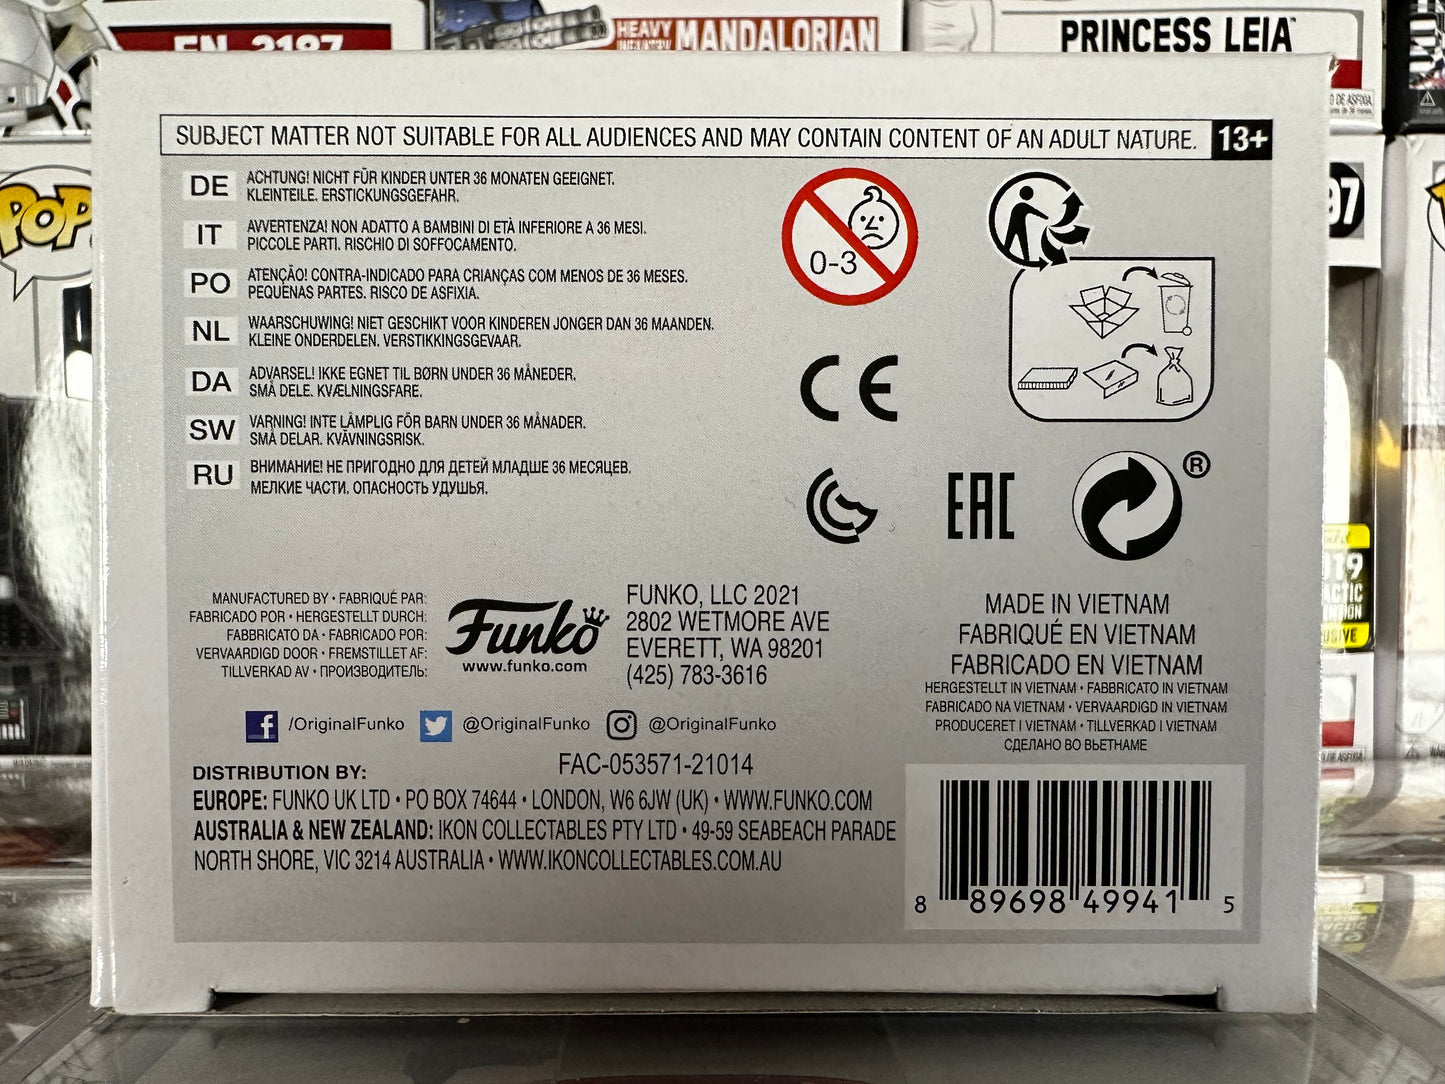 FN-2187
HEAVY
INFANTRY MANDALORIAN
PRINCESS LEIA™
POP
97
SUBJECT MATTER NOT SUITABLE FOR ALL AUDIENCES AND MAY CONTAIN CONTENT OF AN ADULT NATURE. 13+
DE ACHTUNG! NICHT FÜR KINDER UNTER 36 MONATEN GEEIGNET.
KLEINTEILE. ERSTICKUNGSGEFAHR.
IT AVVERTENZA! NON ADATTO A BAMBINI DI ETÀ INFERIORE A 36 MESI.
PICCOLE PARTI. RISCHIO DI SOFFOCAMENTO.
PO ATENÇÃO! CONTRA-INDICADO PARA CRIANÇAS COM MENOS DE 36 MESES.
PEQUENAS PARTES. RISCO DE ASFIXIA.
NL WAARSCHUWING! NIET GESCHIKT VOOR KINDEREN JONGER DAN 36 MAANDEN.
KLEINE ONDERDELEN. VERSTIKKINGSGEVAAR.
DA ADVARSEL! IKKE EGNET TIL BØRN UNDER 36 MÅNEDER.
SMÅ DELE. KVÆLNINGSFARE.
SW VARNING! INTE LÄMPLIG FÖR BARN UNDER 36 MÅNADER.
SMÅ DELAR. KVÄVNINGSRISK.
RU ВНИМАНИЕ! НЕ ПРИГОДНО ДЛЯ ДЕТЕЙ МЛАДШЕ 36 МЕСЯЦЕВ.
МЕЛКИЕ ЧАСТИ. ОПАСНОСТЬ УДУШЬЯ.
0-3
CE
EAC
®
MANUFACTURED BY • FABRIQUÉ PAR:
FABRICADO POR • HERGESTELLT DURCH:
FABBRICATO DA • FABRICADO POR:
VERVAARDIGD DOOR • FREMSTILLET AF:
TILLVERKAD AV • ПРОИЗВОДИТЕЛЬ:
Funko
www.funko.com
FUNKO, LLC 2021
2802 WETMORE AVE
EVERETT, WA 98201
(425) 783-3616
MADE IN VIETNAM
FABRIQUÉ EN VIETNAM
FABRICADO EN VIETNAM
HERGESTELLT IN VIETNAM • FABBRICATO IN VIETNAM
FABRICADO NA VIETNAM • VERVAARDIGD IN VIETNAM
PRODUCERET I VIETNAM • TILLVERKAD I VIETNAM
СДЕЛАНО ВО ВЬЕТНАМЕ
/OriginalFunko @OriginalFunko @OriginalFunko
FAC-053571-21014
DISTRIBUTION BY:
EUROPE: FUNKO UK LTD • PO BOX 74644 • LONDON, W6 6JW (UK) • WWW.FUNKO.COM
AUSTRALIA & NEW ZEALAND: IKON COLLECTABLES PTY LTD • 49-59 SEABEACH PARADE
NORTH SHORE, VIC 3214 AUSTRALIA • WWW.IKONCOLLECTABLES.COM.AU
8 89698 49941 5